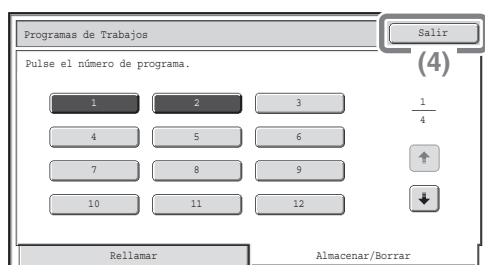 Programas de Trabajos
Salir
(4)
Pulse el número de programa.
1 2 3
1
4
4 5 6
7 8 9
10 11 12
Rellamar
Almacenar/Borrar